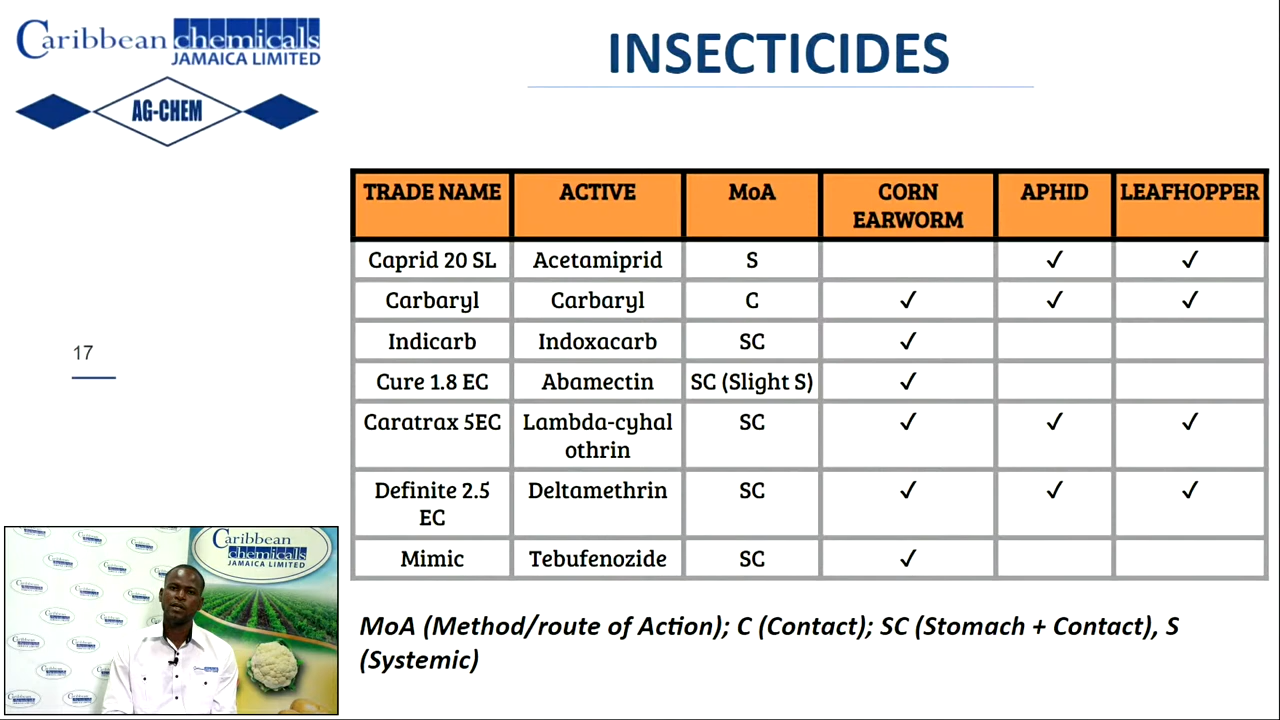 Caribbean chemicals
JAMAICA LIMITED
AG-CHEM
INSECTICIDES
TRADE NAME ACTIVE MoA CORN EARWORM APHID LEAFHOPPER
Caprid 20 SL Acetamiprid S ✓ ✓
Carbaryl Carbaryl C ✓ ✓ ✓
Indicarb Indoxacarb SC ✓
Cure 1.8 EC Abamectin SC (Slight S) ✓
Caratrax 5EC Lambda-cyhal othrin SC ✓ ✓ ✓
Definite 2.5 EC Deltamethrin SC ✓ ✓ ✓
Mimic Tebufenozide SC ✓
MoA (Method/route of Action); C (Contact); SC (Stomach + Contact), S
(Systemic)
17
Caribbean
chemicals
JAMAICA LIMITED